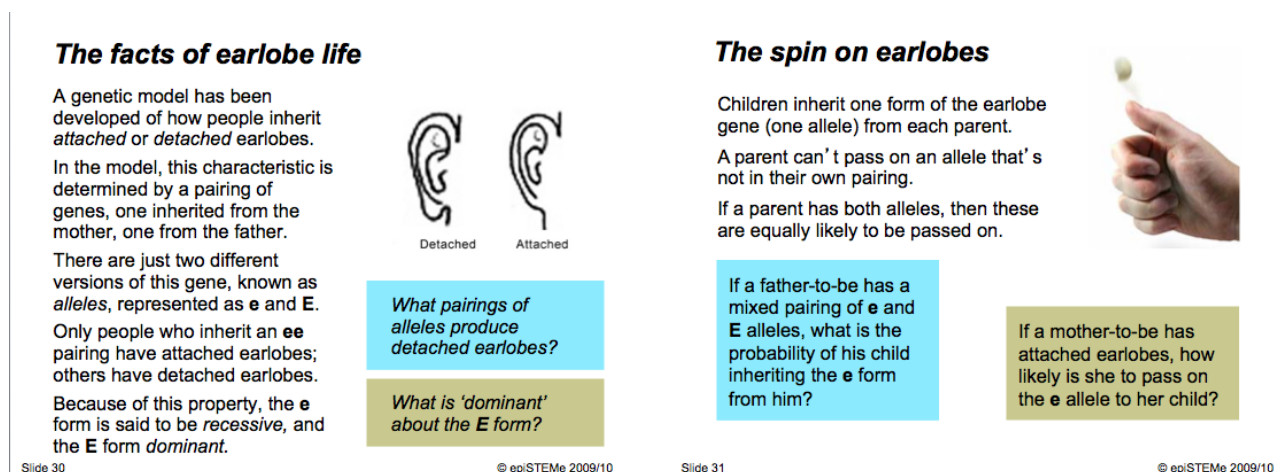 The facts of earlobe life
A genetic model has been
developed of how people inherit
attached or detached earlobes.
In the model, this characteristic is
determined by a pairing of
genes, one inherited from the
mother, one from the father.
There are just two different
versions of this gene, known as
alleles, represented as e and E.
Only people who inherit an ee
pairing have attached earlobes;
others have detached earlobes.
Because of this property, the e
form is said to be recessive, and
the E form dominant.
Detached
Attached
What pairings of
alleles produce
detached earlobes?
What is ‘dominant’
about the E form?
Slide 30
© epiSTEMe 2009/10
The spin on earlobes
Children inherit one form of the earlobe
gene (one allele) from each parent.
A parent can’t pass on an allele that’s
not in their own pairing.
If a parent has both alleles, then these
are equally likely to be passed on.
If a father-to-be has a
mixed pairing of e and
E alleles, what is the
probability of his child
inheriting the e form
from him?
If a mother-to-be has
attached earlobes, how
likely is she to pass on
the e allele to her child?
Slide 31
© epiSTEMe 2009/10